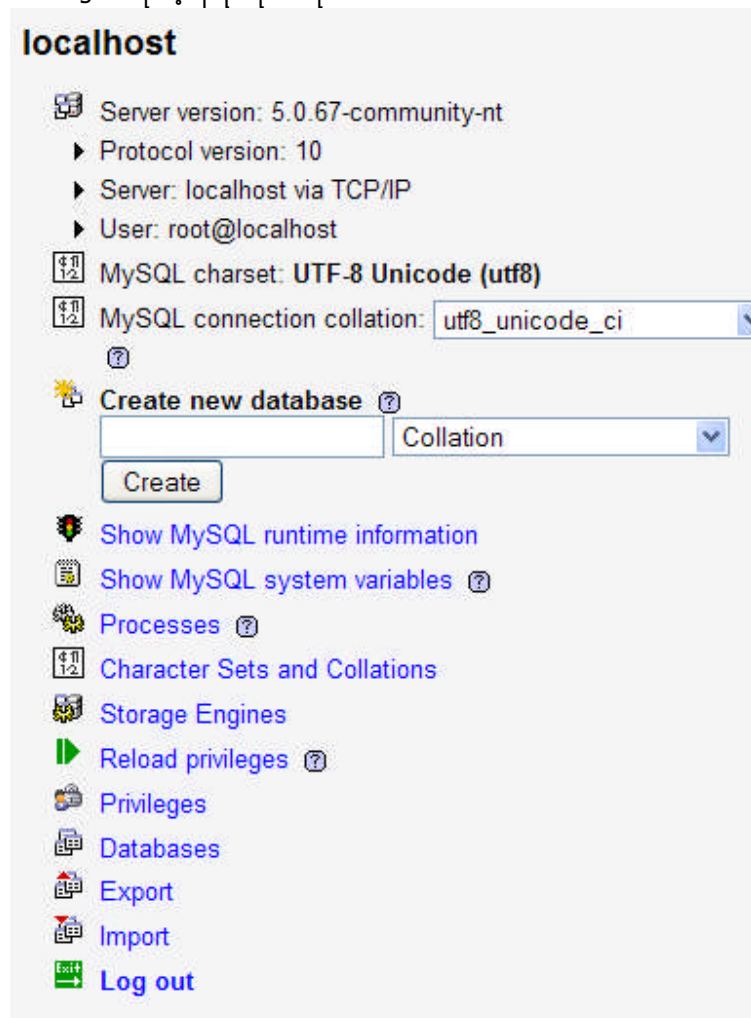 localhost
Server version: 5.0.67-community-nt
Protocol version: 10
Server: localhost via TCP/IP
User: root@localhost
MySQL charset: UTF-8 Unicode (utf8)
MySQL connection collation: utf8_unicode_ci
Create new database
Collation
Create
Show MySQL runtime information
Show MySQL system variables
Processes
Character Sets and Collations
Storage Engines
Reload privileges
Privileges
Databases
Export
Import
Exit
Log out